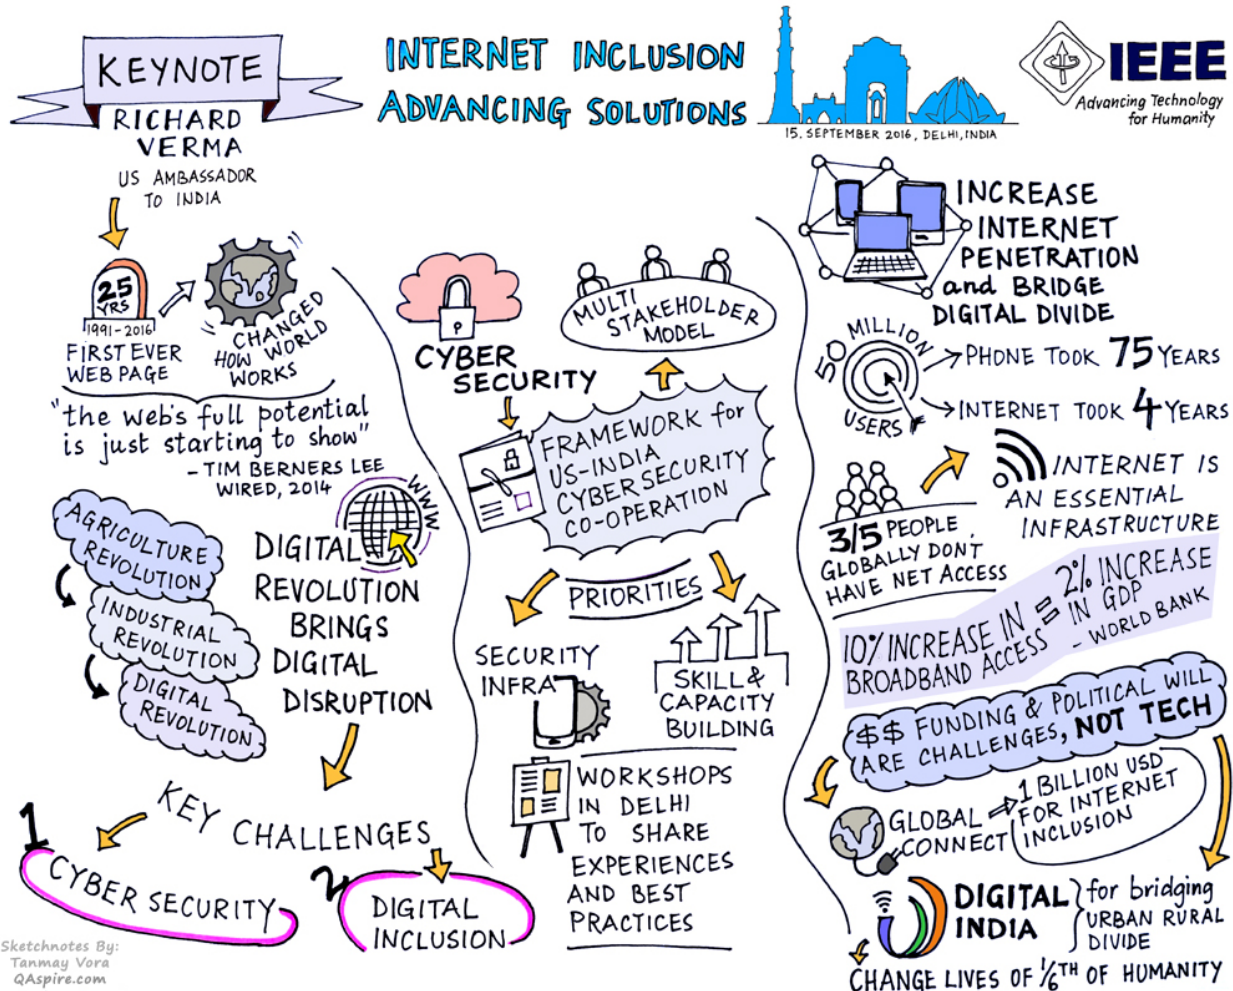 KEYNOTE
RICHARD
VERMA
US AMBASSADOR
TO INDIA
INTERNET INCLUSION
ADVANCING SOLUTIONS
15. SEPTEMBER 2016, DELHI, INDIA
IEEE
Advancing Technology
for Humanity
25
YRS
1991-2016
FIRST EVER
WEB PAGE
CHANGED
HOW WORLD
WORKS
"the web's full potential
is just starting to show"
- TIM BERNERS LEE
WIRED, 2014
AGRICULTURE
REVOLUTION
INDUSTRIAL
REVOLUTION
DIGITAL
REVOLUTION
WWW
DIGITAL
REVOLUTION
BRINGS
DIGITAL
DISRUPTION
KEY
CHALLENGES
1
CYBER SECURITY
2
DIGITAL
INCLUSION
CYBER
SECURITY
MULTI
STAKEHOLDER
MODEL
FRAMEWORK for
US-INDIA
CYBER SECURITY
CO-OPERATION
PRIORITIES
SECURITY
INFRA
SKILL &
CAPACITY
BUILDING
WORKSHOPS
IN DELHI
TO SHARE
EXPERIENCES
AND BEST
PRACTICES
INCREASE
INTERNET
PENETRATION
and BRIDGE
DIGITAL DIVIDE
50 MILLION
USERS
PHONE TOOK 75 YEARS
INTERNET TOOK 4 YEARS
3/5 PEOPLE
GLOBALLY DON'T
HAVE NET ACCESS
INTERNET IS
AN ESSENTIAL
INFRASTRUCTURE
10% INCREASE IN
BROADBAND ACCESS
= 2% INCREASE
IN GDP
- WORLD BANK
$$ FUNDING & POLITICAL WILL
ARE CHALLENGES, NOT TECH
GLOBAL
CONNECT
1 BILLION USD
FOR INTERNET
INCLUSION
DIGITAL
INDIA
for bridging
URBAN RURAL
DIVIDE
CHANGE LIVES OF 1/6TH OF HUMANITY
Sketchnotes By:
Tanmay Vora
QAspire.com